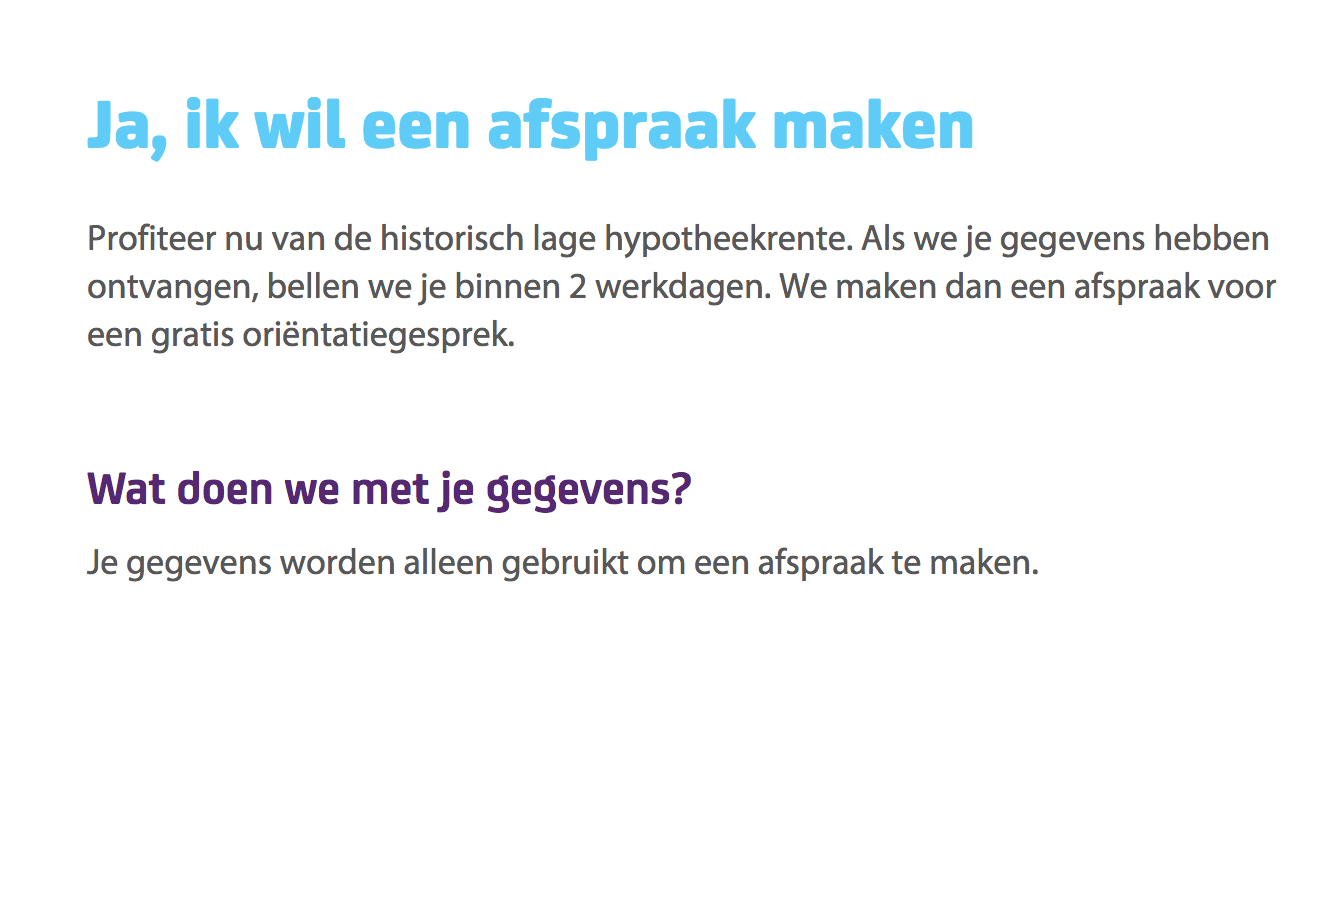 Ja, ik wil een afspraak maken
Profiteer nu van de historisch lage hypotheekrente. Als we je gegevens hebben
ontvangen, bellen we je binnen 2 werkdagen. We maken dan een afspraak voor
een gratis oriëntatiegesprek.
Wat doen we met je gegevens?
Je gegevens worden alleen gebruikt om een afspraak te maken.